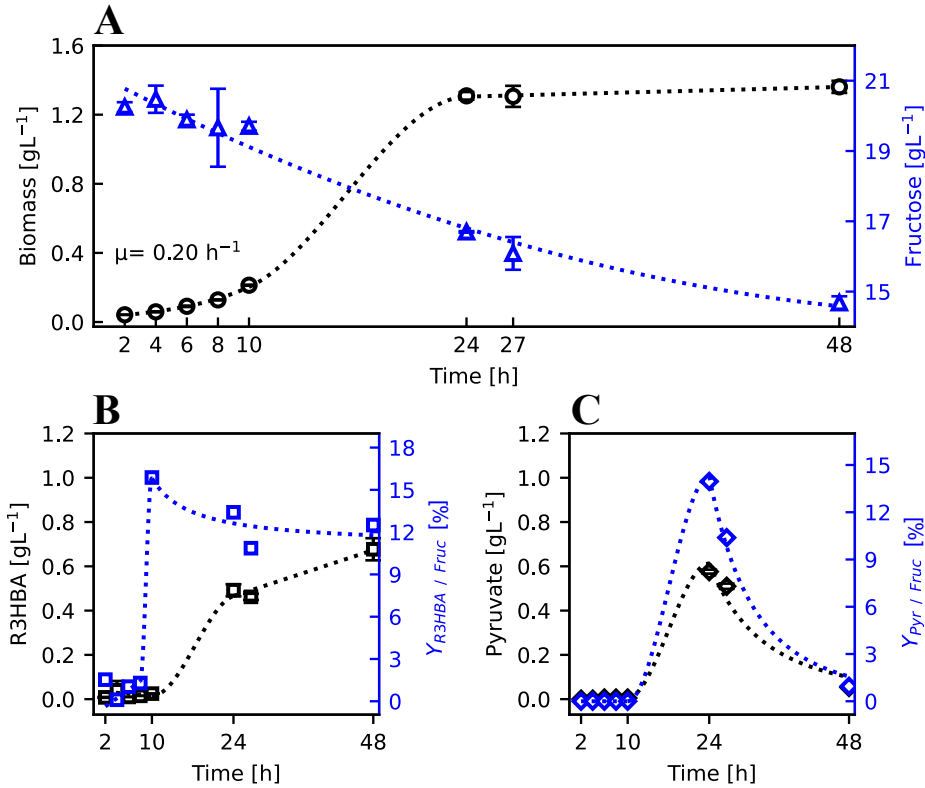 A
1.6
1.2
0.8
0.4
0.0
Biomass [gL⁻¹]
μ= 0.20 h⁻¹
21
19
17
15
Fructose [gL⁻¹]
2 4 6 8 10 24 27 48
Time [h]
B
1.2
1.0
0.8
0.6
0.4
0.2
0.0
R3HBA [gL⁻¹]
18
15
12
9
6
3
0
Y_R3HBA / Fruc [%]
2 10 24 48
Time [h]
C
1.2
1.0
0.8
0.6
0.4
0.2
0.0
Pyruvate [gL⁻¹]
15
12
9
6
3
0
Y_Pyr / Fruc [%]
2 10 24 48
Time [h]